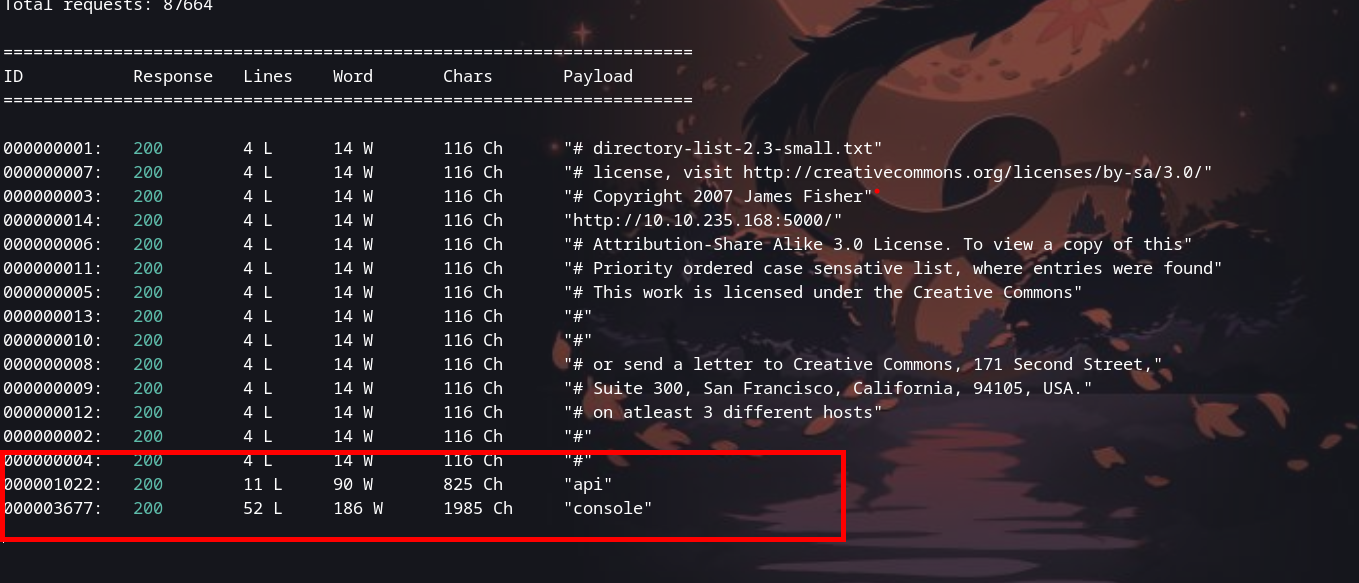 Total requests: 87664
=====================================================================
ID Response Lines Word Chars Payload
=====================================================================
000000001: 200 4 L 14 W 116 Ch "# directory-list-2.3-small.txt"
000000007: 200 4 L 14 W 116 Ch "# license, visit http://creativecommons.org/licenses/by-sa/3.0/"
000000003: 200 4 L 14 W 116 Ch "# Copyright 2007 James Fisher"
000000014: 200 4 L 14 W 116 Ch "http://10.10.235.168:5000/"
000000006: 200 4 L 14 W 116 Ch "# Attribution-Share Alike 3.0 License. To view a copy of this"
000000011: 200 4 L 14 W 116 Ch "# Priority ordered case sensative list, where entries were found"
000000005: 200 4 L 14 W 116 Ch "# This work is licensed under the Creative Commons"
000000013: 200 4 L 14 W 116 Ch "#"
000000010: 200 4 L 14 W 116 Ch "#"
000000008: 200 4 L 14 W 116 Ch "# or send a letter to Creative Commons, 171 Second Street,"
000000009: 200 4 L 14 W 116 Ch "# Suite 300, San Francisco, California, 94105, USA."
000000012: 200 4 L 14 W 116 Ch "# on atleast 3 different hosts"
000000002: 200 4 L 14 W 116 Ch "#"
000000004: 200 4 L 14 W 116 Ch "#"
000001022: 200 11 L 90 W 825 Ch "api"
000003677: 200 52 L 186 W 1985 Ch "console"